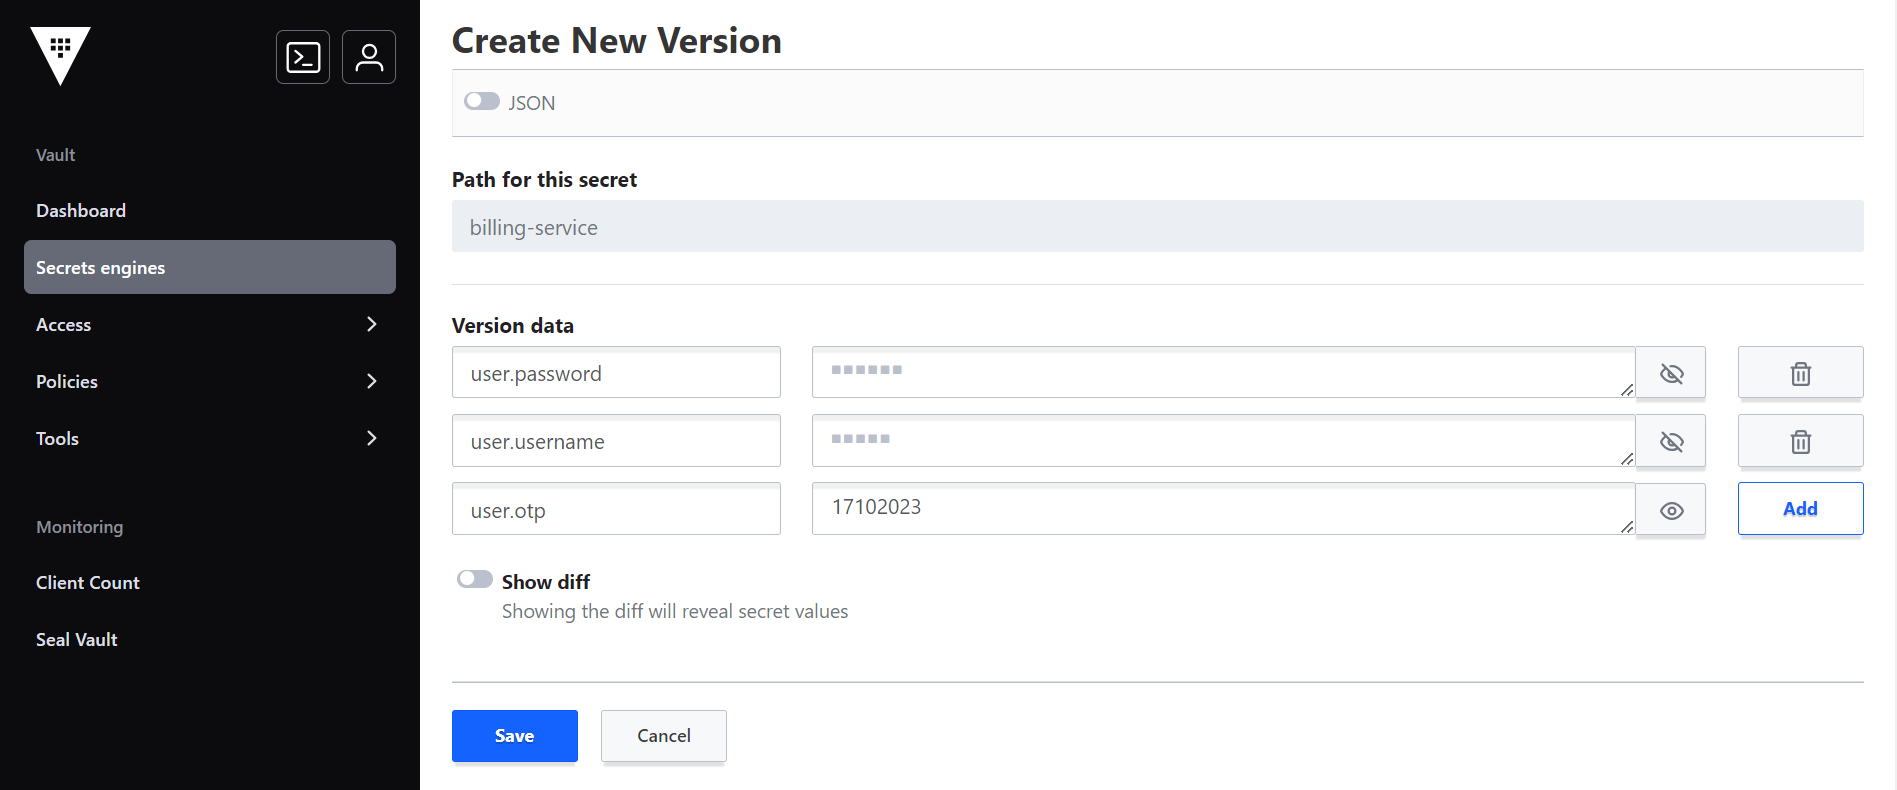 Create New Version
JSON
Vault
Path for this secret
Dashboard
billing-service
Secrets engines
Access
Version data
Policies
user.password
Tools
user.username
user.otp 17102023 Add
Monitoring
Client Count
Show diff
Showing the diff will reveal secret values
Seal Vault
Save Cancel